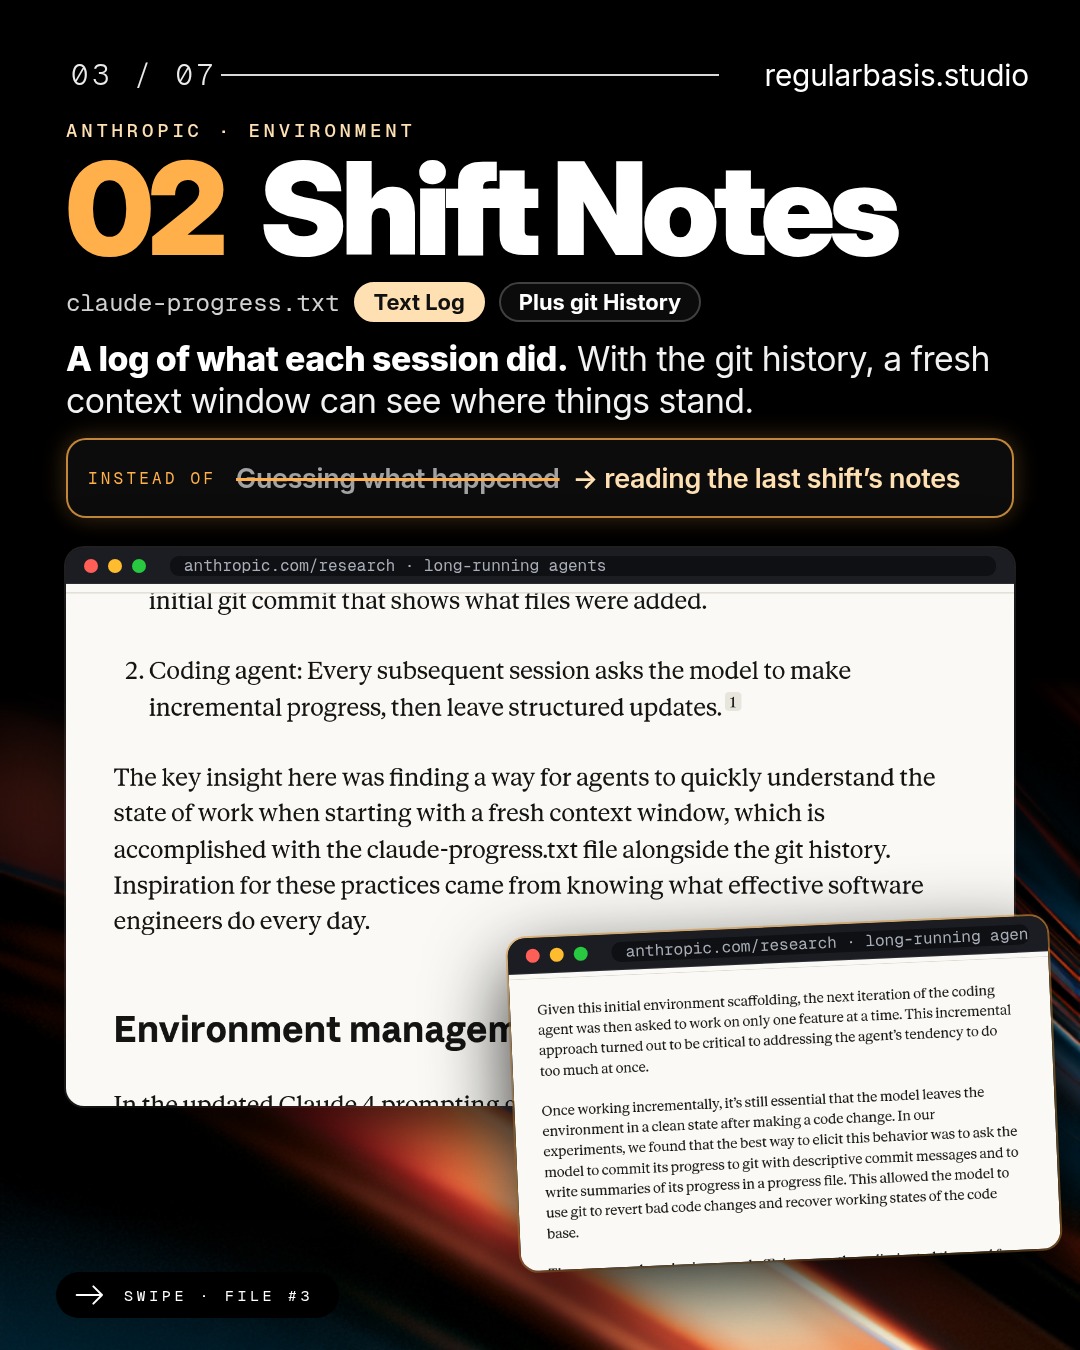 03 / 07
regularbasis.studio
ANTHROPIC · ENVIRONMENT
02 Shift Notes
claude-progress.txt
Text Log
Plus git History
A log of what each session did. With the git history, a fresh
context window can see where things stand.
INSTEAD OF Guessing what happened → reading the last shift’s notes
anthropic.com/research · long-running agents
initial git commit that shows what files were added.
2. Coding agent: Every subsequent session asks the model to make
incremental progress, then leave structured updates. 1
The key insight here was finding a way for agents to quickly understand the
state of work when starting with a fresh context window, which is
accomplished with the claude-progress.txt file alongside the git history.
Inspiration for these practices came from knowing what effective software
engineers do every day.
Environment managem
In the updated Claude 4 prompting
anthropic.com/research · long-running agen
Given this initial environment scaffolding, the next iteration of the coding
agent was then asked to work on only one feature at a time. This incremental
approach turned out to be critical to addressing the agent’s tendency to do
too much at once.
Once working incrementally, it’s still essential that the model leaves the
environment in a clean state after making a code change. In our
experiments, we found that the best way to elicit this behavior was to ask the
model to commit its progress to git with descriptive commit messages and to
write summaries of its progress in a progress file. This allowed the model to
use git to revert bad code changes and recover working states of the code
base.
→ SWIPE · FILE #3